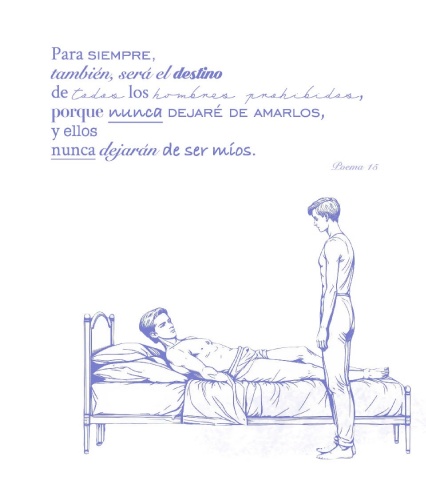 Para SIEMPRE,
también, será el destino
de todos los hombres prohibidos,
porque nunca DEJARÉ DE AMARLOS,
y ellos
nunca dejarán de ser míos.
Poema 15